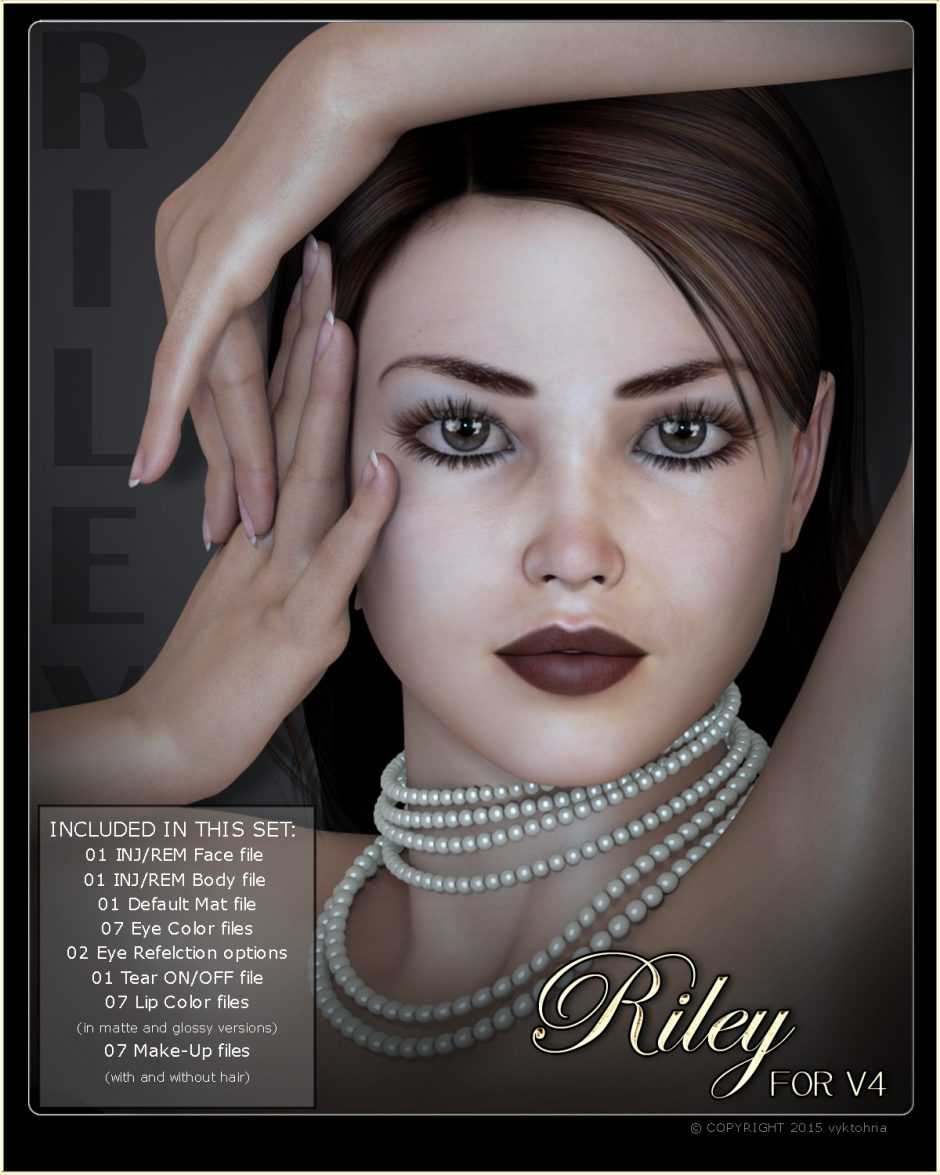 RILEY
INCLUDED IN THIS SET:
01 INJ/REM Face file
01 INJ/REM Body file
01 Default Mat file
07 Eye Color files
02 Eye Refelction options
01 Tear ON/OFF file
07 Lip Color files
(in matte and glossy versions)
07 Make-Up files
(with and without hair)
Riley
FOR V4
© COPYRIGHT 2015 vyktohria